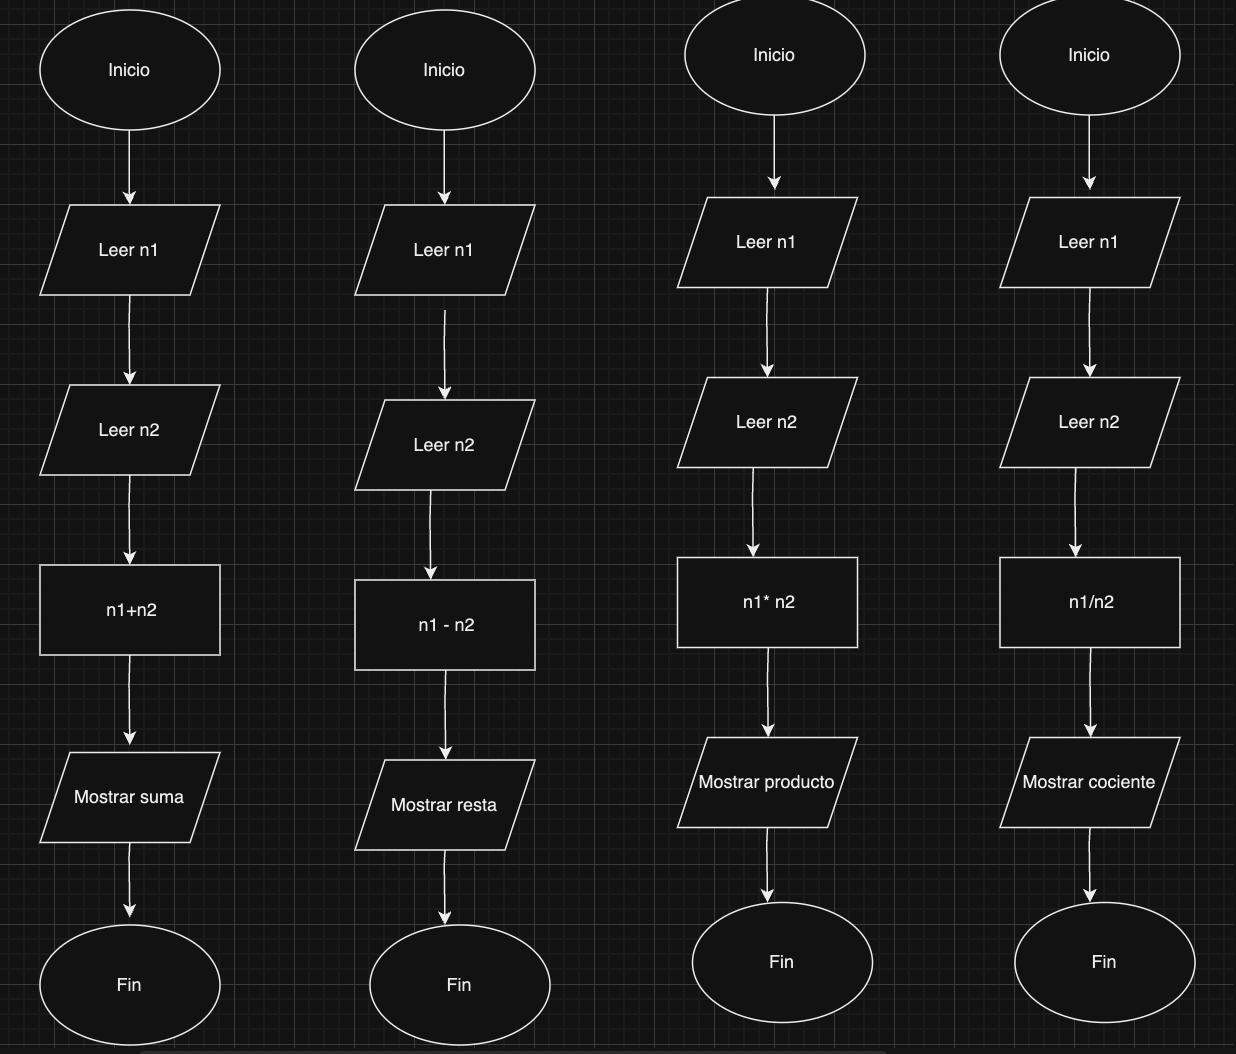 Inicio
Leer n1
Leer n2
n1+n2
Mostrar suma
Fin
Inicio
Leer n1
Leer n2
n1 - n2
Mostrar resta
Fin
Inicio
Leer n1
Leer n2
n1* n2
Mostrar producto
Fin
Inicio
Leer n1
Leer n2
n1/n2
Mostrar cociente
Fin